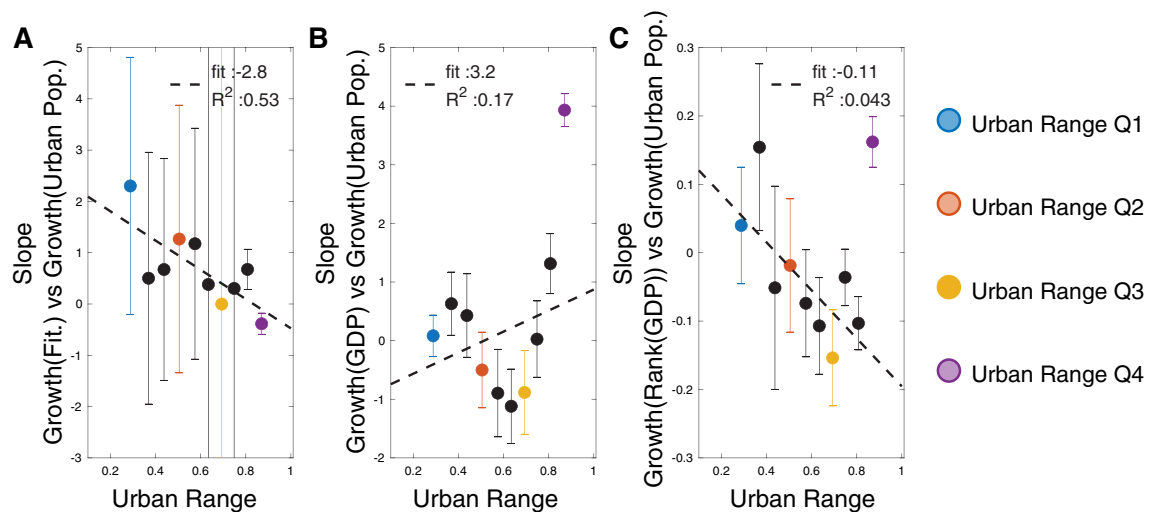 A
Slope
Growth(Fit.) vs Growth(Urban Pop.)
5
4
3
2
1
0
-1
-2
-3
fit :-2.8
R2 :0.53
0.2 0.4 0.6 0.8 1
Urban Range
B
Slope
Growth(GDP) vs Growth(Urban Pop.)
5
4
3
2
1
0
-1
-2
fit :3.2
R2 :0.17
0.2 0.4 0.6 0.8 1
Urban Range
C
Slope
Growth(Rank(GDP)) vs Growth(Urban Pop.)
0.3
0.2
0.1
0
-0.1
-0.2
-0.3
fit :-0.11
R2 :0.043
0.2 0.4 0.6 0.8 1
Urban Range
Urban Range Q1
Urban Range Q2
Urban Range Q3
Urban Range Q4